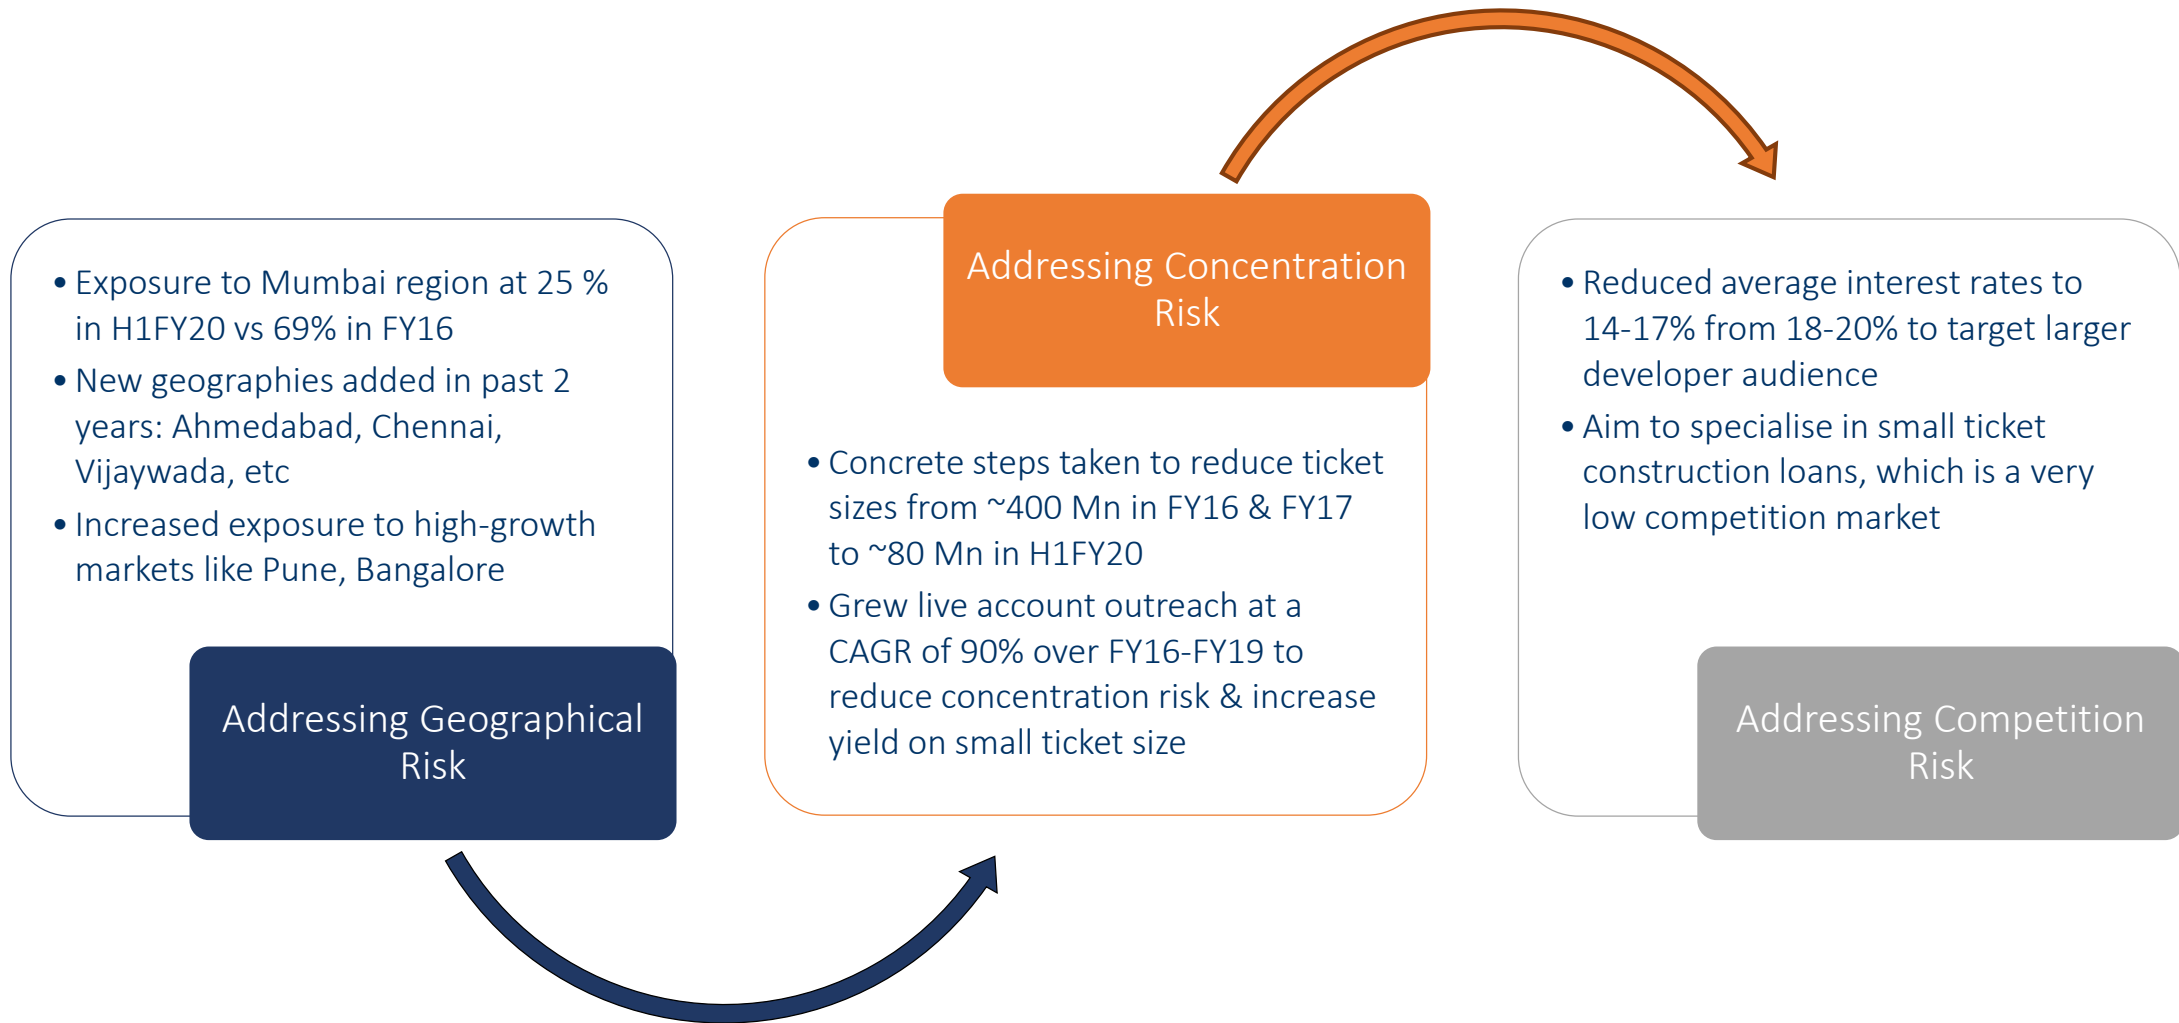 • Exposure to Mumbai region at 25 %
in H1FY20 vs 69% in FY16
• New geographies added in past 2
years: Ahmedabad, Chennai,
Vijaywada, etc
• Increased exposure to high-growth
markets like Pune, Bangalore
Addressing Geographical
Risk
Addressing Concentration
Risk
• Concrete steps taken to reduce ticket
sizes from ~400 Mn in FY16 & FY17
to ~80 Mn in H1FY20
• Grew live account outreach at a
CAGR of 90% over FY16-FY19 to
reduce concentration risk & increase
yield on small ticket size
• Reduced average interest rates to
14-17% from 18-20% to target larger
developer audience
• Aim to specialise in small ticket
construction loans, which is a very
low competition market
Addressing Competition
Risk